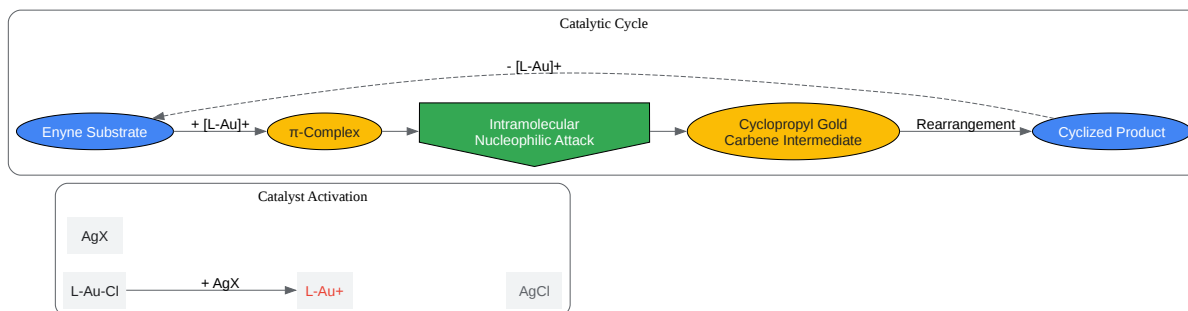 Catalytic Cycle
- [L-Au]+
Enyne Substrate
+ [L-Au]+
π-Complex
Intramolecular
Nucleophilic Attack
Cyclopropyl Gold
Carbene Intermediate
Rearrangement
Cyclized Product
Catalyst Activation
AgX
L-Au-Cl
+ AgX
L-Au+
AgCl